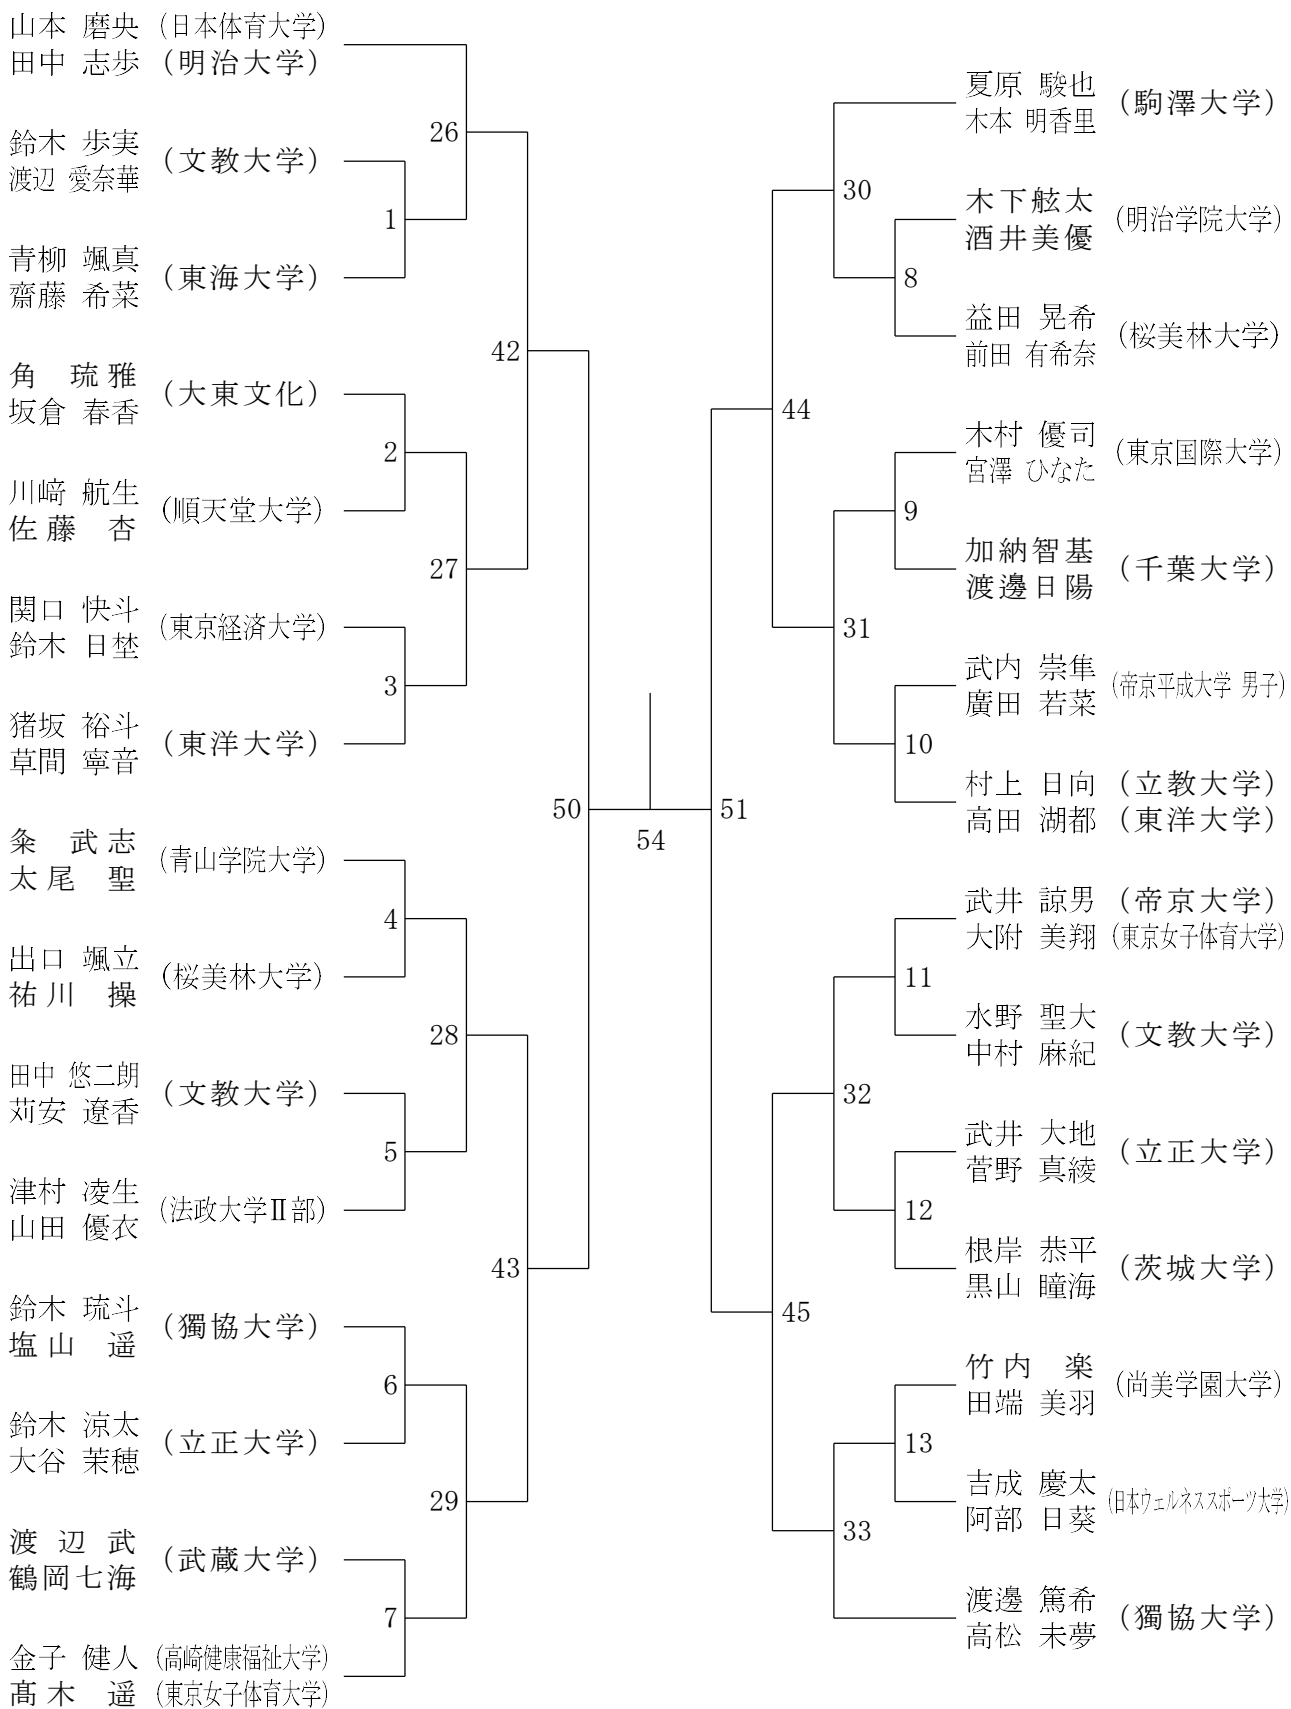 山本 磨央 (日本体育大学)
田中 志歩 (明治大学)
鈴木 歩実 (文教大学)
渡辺 愛奈華
青柳 颯真 (東海大学)
齋藤 希菜
角 琉雅 (大東文化)
坂倉 春香
川﨑 航生 (順天堂大学)
佐藤 杏
関口 快斗 (東京経済大学)
鈴木 日埜
猪坂 裕斗 (東洋大学)
草間 寧音
粂 武志 (青山学院大学)
太尾 聖
出口 颯立 (桜美林大学)
祐川 操
田中 悠二朗 (文教大学)
苅安 遼香
津村 凌生 (法政大学Ⅱ部)
山田 優衣
鈴木 琉斗 (獨協大学)
塩山 遥
鈴木 涼太 (立正大学)
大谷 茉穂
渡辺 武 (武蔵大学)
鶴岡七海
金子 健人 (高崎健康福祉大学)
髙木 遥 (東京女子体育大学)
26
1
42
2
27
3
50
4
28
5
43
6
29
7
54
夏原 駿也 (駒澤大学)
木本 明香里
木下舷太 (明治学院大学)
酒井美優
益田 晃希 (桜美林大学)
前田 有希奈
木村 優司 (東京国際大学)
宮澤 ひなた
加納智基 (千葉大学)
渡邊日陽
武内 崇隼 (帝京平成大学 男子)
廣田 若菜
村上 日向 (立教大学)
高田 湖都 (東洋大学)
武井 諒男 (帝京大学)
大附 美翔 (東京女子体育大学)
水野 聖大 (文教大学)
中村 麻紀
武井 大地 (立正大学)
菅野 真綾
根岸 恭平 (茨城大学)
黒山 瞳海
竹内 楽 (尚美学園大学)
田端 美羽
吉成 慶太 (日本ウェルネススポーツ大学)
阿部 日葵
渡邊 篤希 (獨協大学)
高松 未夢
30
8
44
9
31
10
51
11
32
12
45
13
33